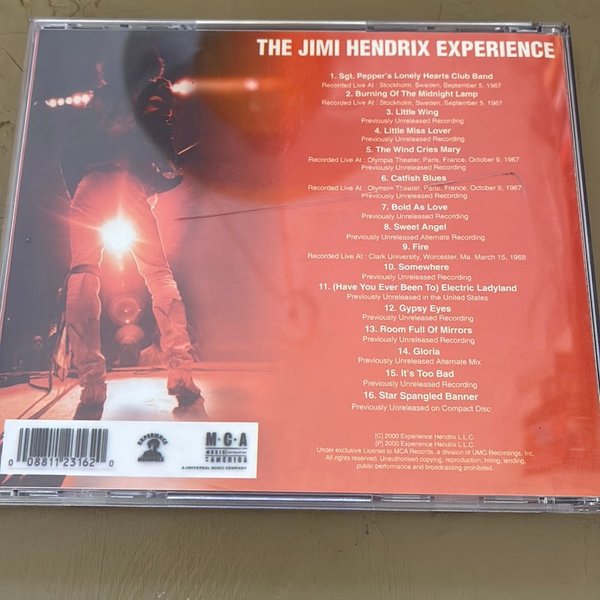 THE JIMI HENDRIX EXPERIENCE
1. Sgt. Pepper's Lonely Hearts Club Band
Recorded Live At : Stockholm, Sweden, September 5, 1967
2. Burning Of The Midnight Lamp
Recorded Live At : Stockholm, Sweden, September 5, 1967
3. Little Wing
Previously Unreleased Recording
4. Little Miss Lover
Previously Unreleased Recording
5. The Wind Cries Mary
Recorded Live At : Olympia Theater, Paris, France, October 9, 1967
6. Catfish Blues
Recorded Live At : Olympia Theater, Paris, France, October 9, 1967
Previously Unreleased Recording
7. Bold As Love
Previously Unreleased Recording
8. Sweet Angel
Previously Unreleased Alternate Recording
9. Fire
Recorded Live At : Clark University, Worcester, Ma. March 15, 1968
10. Somewhere
Previously Unreleased Recording
11. (Have You Ever Been To) Electric Ladyland
Previously Unreleased in the United States
12. Gypsy Eyes
Previously Unreleased Recording
13. Room Full Of Mirrors
Previously Unreleased Recording
14. Gloria
Previously Unreleased Alternate Mix
15. It's Too Bad
Previously Unreleased Recording
16. Star Spangled Banner
Previously Unreleased on Compact Disc
[C] 2000 Experience Hendrix L.L.C.
[P] 2000 Experience Hendrix L.L.C.
Under exclusive License to MCA Records, a division of UMG Recordings, Inc.
All rights reserved. Unauthorised copying, reproduction, hiring, lending,
public performance and broadcasting prohibited.
0 08811 23162 0
EXPERIENCE
M·C·A
MUSIC
AMERICA
A UNIVERSAL MUSIC COMPANY